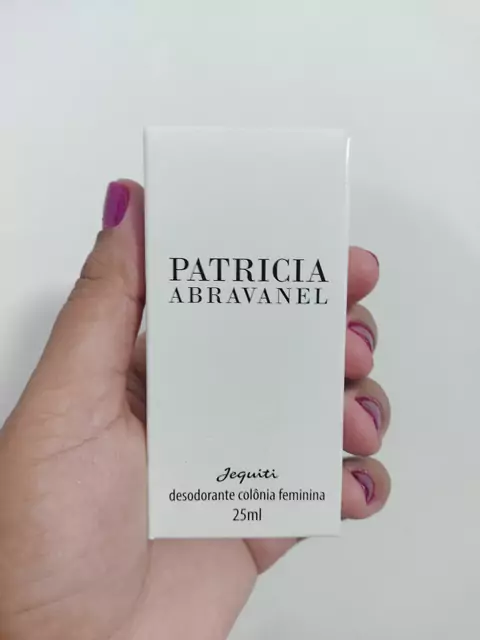 PATRICIA
ABRAVANEL
Jequiti
desodorante colônia feminina
25ml